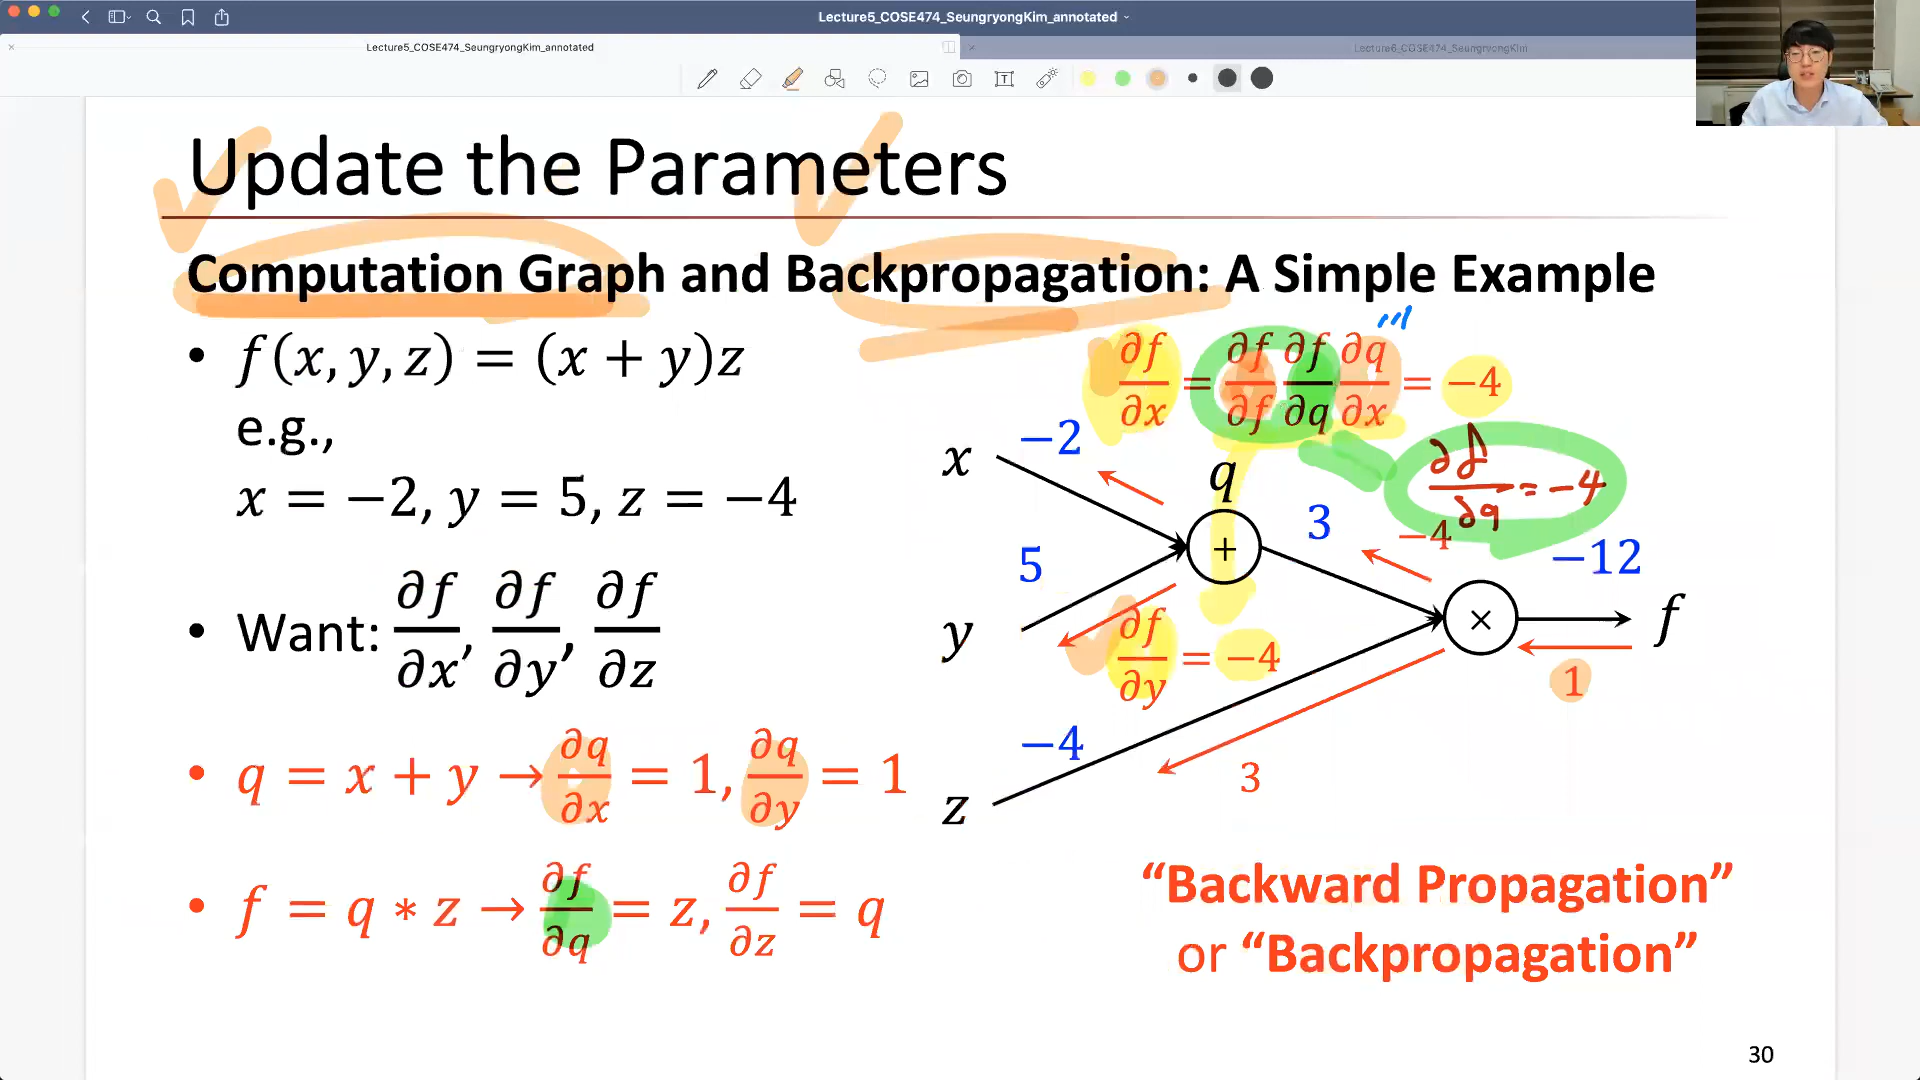 Lecture5_COSE474_SeungryongKim_annotated
Lecture5_COSE474_SeungryongKim_annotated
Lecture6_COSE474_SeungryongKim
Update the Parameters
Computation Graph and Backpropagation: A Simple Example
• f(x, y, z) = (x + y)z
e.g.,
x = −2, y = 5, z = −4
• Want: ∂f/∂x, ∂f/∂y, ∂f/∂z
• q = x + y → ∂q/∂x = 1, ∂q/∂y = 1
• f = q ∗ z → ∂f/∂q = z, ∂f/∂z = q
∂f/∂x = ∂f/∂f ∂f/∂q ∂q/∂x = −4
x
−2
q
∂f/∂q = −4
+
3
−4
−12
5
y
∂f/∂y = −4
×
f
1
−4
3
z
“Backward Propagation”
or “Backpropagation”
30